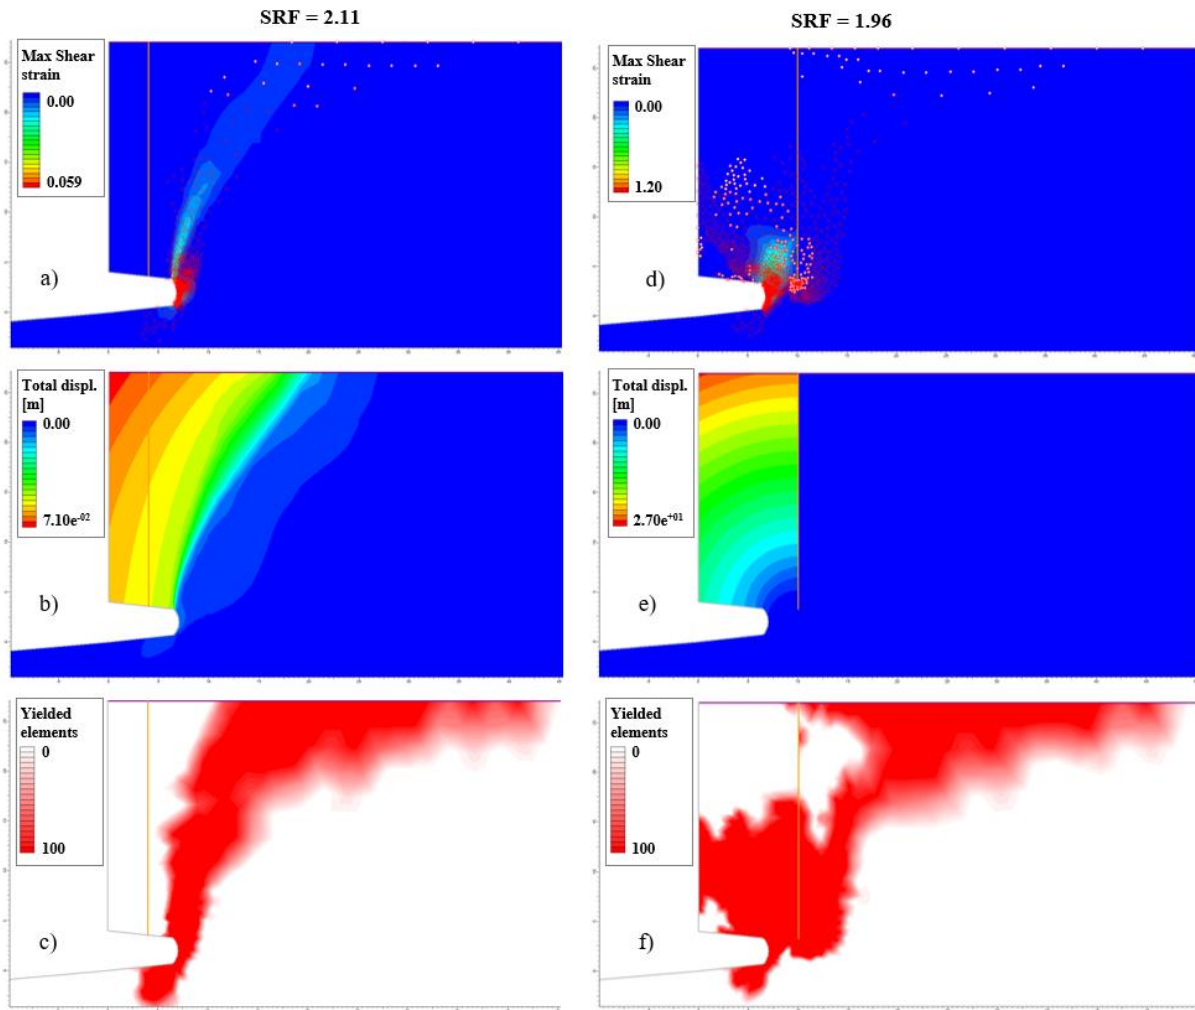 SRF = 2.11
SRF = 1.96
Max Shear
strain
0.00
0.059
a)
Max Shear
strain
0.00
1.20
d)
Total displ.
[m]
0.00
7.10e-02
b)
Total displ.
[m]
0.00
2.70e+01
e)
Yielded
elements
0
100
c)
Yielded
elements
0
100
f)